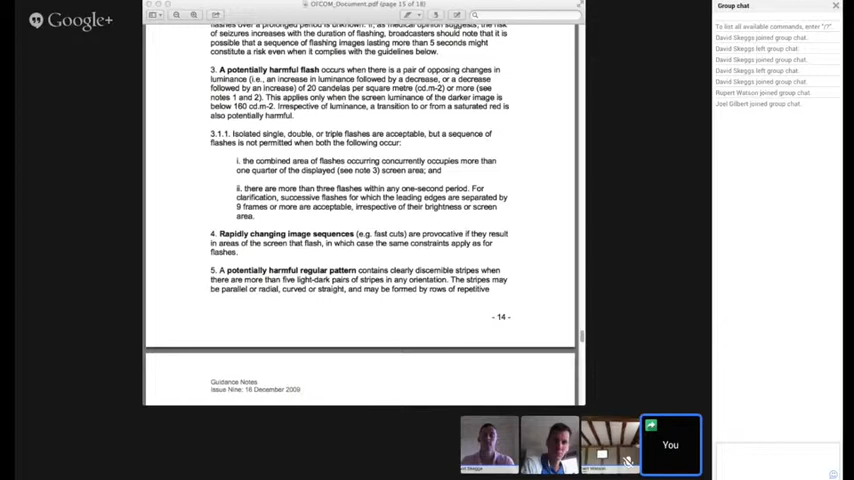 Google+
OFCOM_Document.pdf (page 15 of 18)
flashes over a prolonged period is unknown. If, as medical opinion suggests, the risk
of seizures increases with the duration of flashing, broadcasters should note that it is
possible that a sequence of flashing images lasting more than 5 seconds might
constitute a risk even when it complies with the guidelines below.
3. A potentially harmful flash occurs when there is a pair of opposing changes in
luminance (i.e., an increase in luminance followed by a decrease, or a decrease
followed by an increase) of 20 candelas per square metre (cd.m-2) or more (see
notes 1 and 2). This applies only when the screen luminance of the darker image is
below 160 cd.m-2. Irrespective of luminance, a transition to or from a saturated red is
also potentially harmful.
3.1.1. Isolated single, double, or triple flashes are acceptable, but a sequence of
flashes is not permitted when both the following occur:
i. the combined area of flashes occurring concurrently occupies more than
one quarter of the displayed (see note 3) screen area; and
ii. there are more than three flashes within any one-second period. For
clarification, successive flashes for which the leading edges are separated by
9 frames or more are acceptable, irrespective of their brightness or screen
area.
4. Rapidly changing image sequences (e.g. fast cuts) are provocative if they result
in areas of the screen that flash, in which case the same constraints apply as for
flashes.
5. A potentially harmful regular pattern contains clearly discernible stripes when
there are more than five light-dark pairs of stripes in any orientation. The stripes may
be parallel or radial, curved or straight, and may be formed by rows of repetitive
- 14 -
Guidance Notes
Issue Nine: 16 December 2009
Group chat
To list all available commands, enter "/?"
David Skeggs joined group chat.
David Skeggs left group chat.
David Skeggs joined group chat.
David Skeggs left group chat.
David Skeggs joined group chat.
Rupert Watson joined group chat.
Joel Gilbert joined group chat.
Skeggs
Watson
You